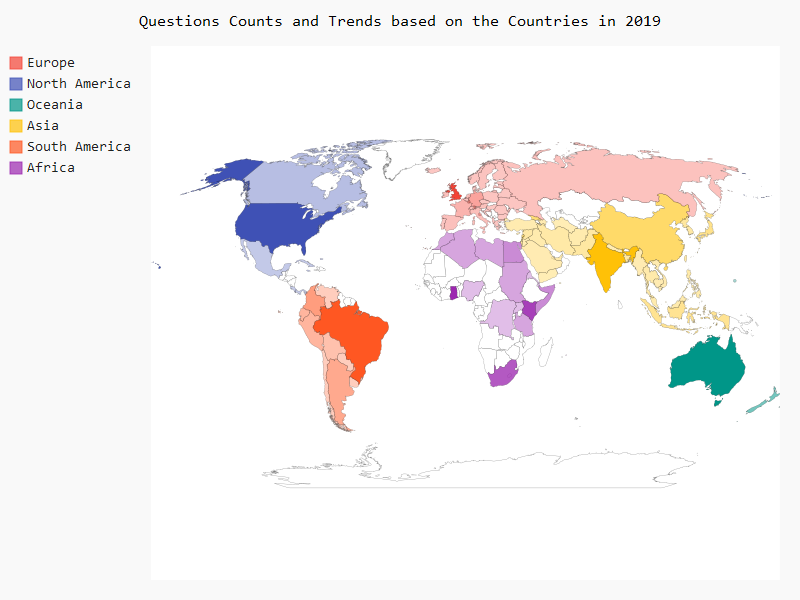 Questions Counts and Trends based on the Countries in 2019
Europe
North America
Oceania
Asia
South America
Africa